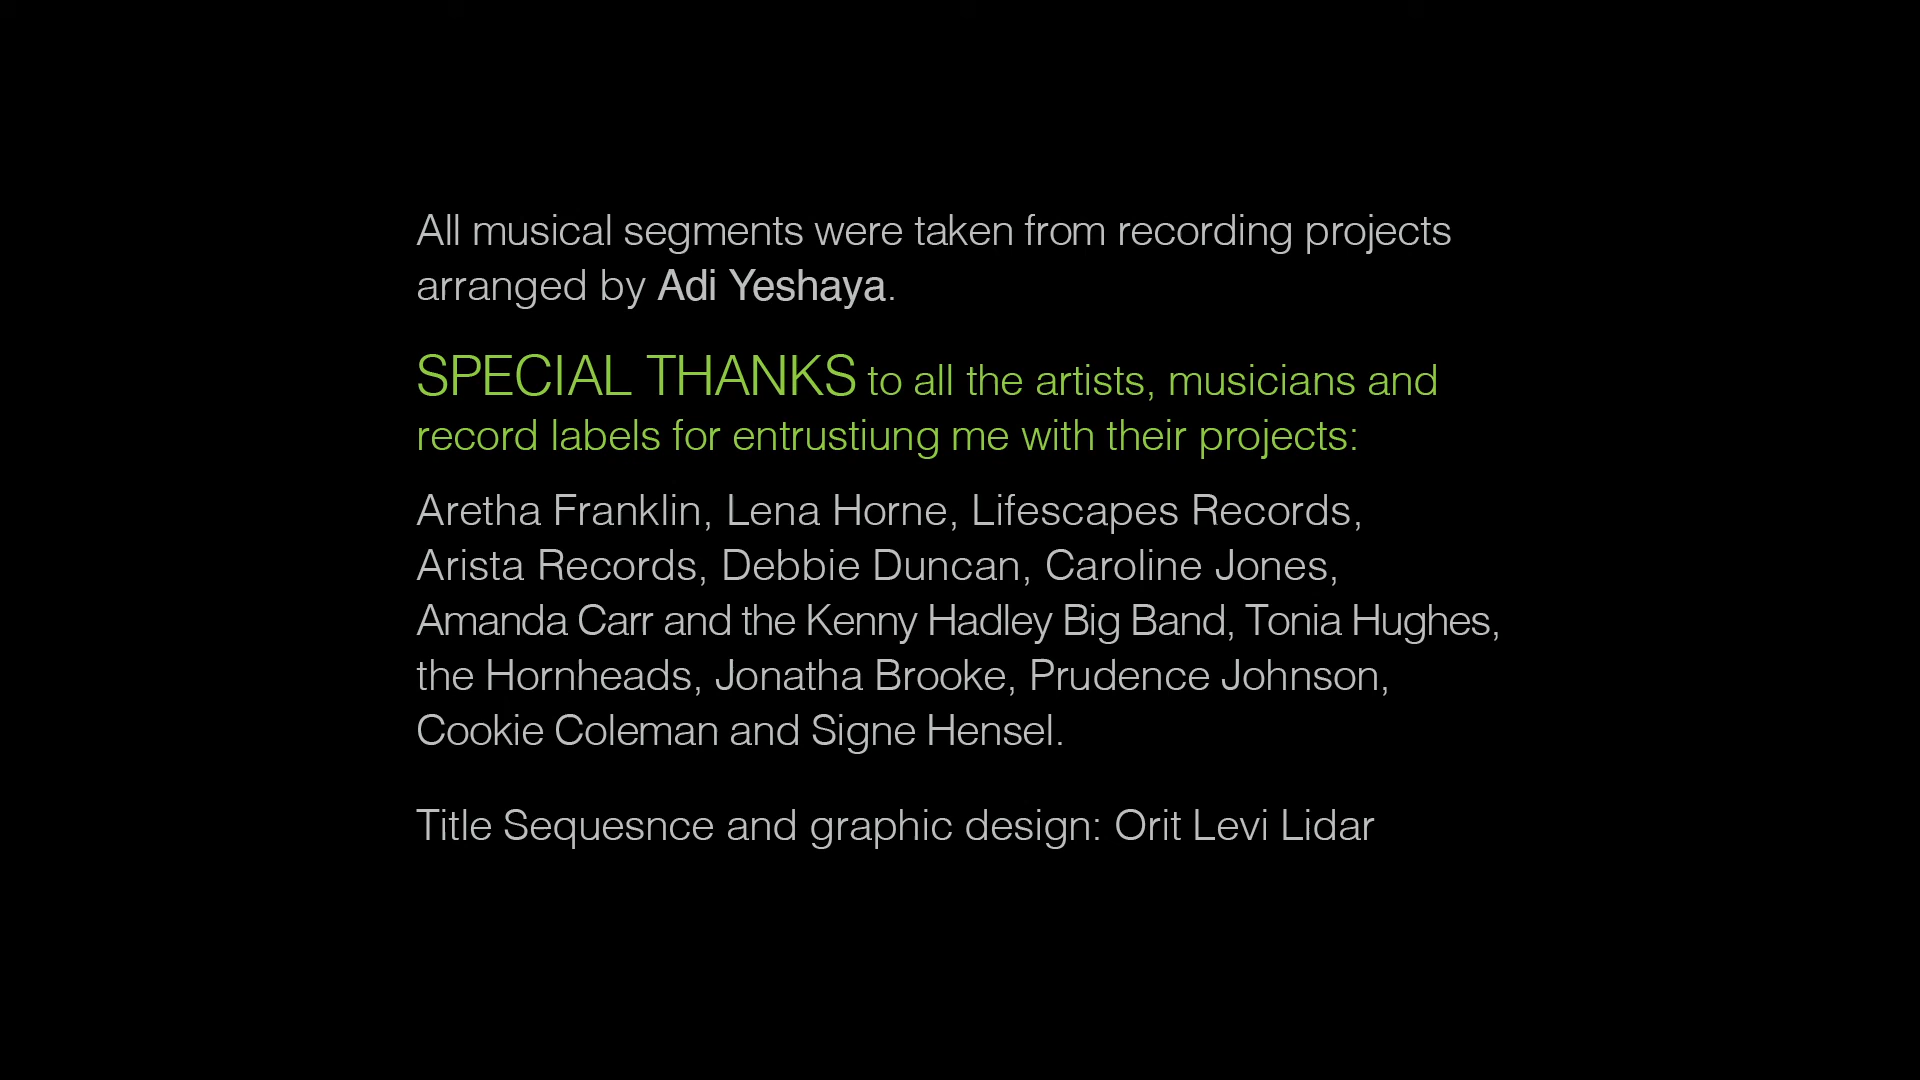 All musical segments were taken from recording projects
arranged by Adi Yeshaya.
SPECIAL THANKS to all the artists, musicians and
record labels for entrustiung me with their projects:
Aretha Franklin, Lena Horne, Lifescapes Records,
Arista Records, Debbie Duncan, Caroline Jones,
Amanda Carr and the Kenny Hadley Big Band, Tonia Hughes,
the Hornheads, Jonatha Brooke, Prudence Johnson,
Cookie Coleman and Signe Hensel.
Title Sequesnce and graphic design: Orit Levi Lidar